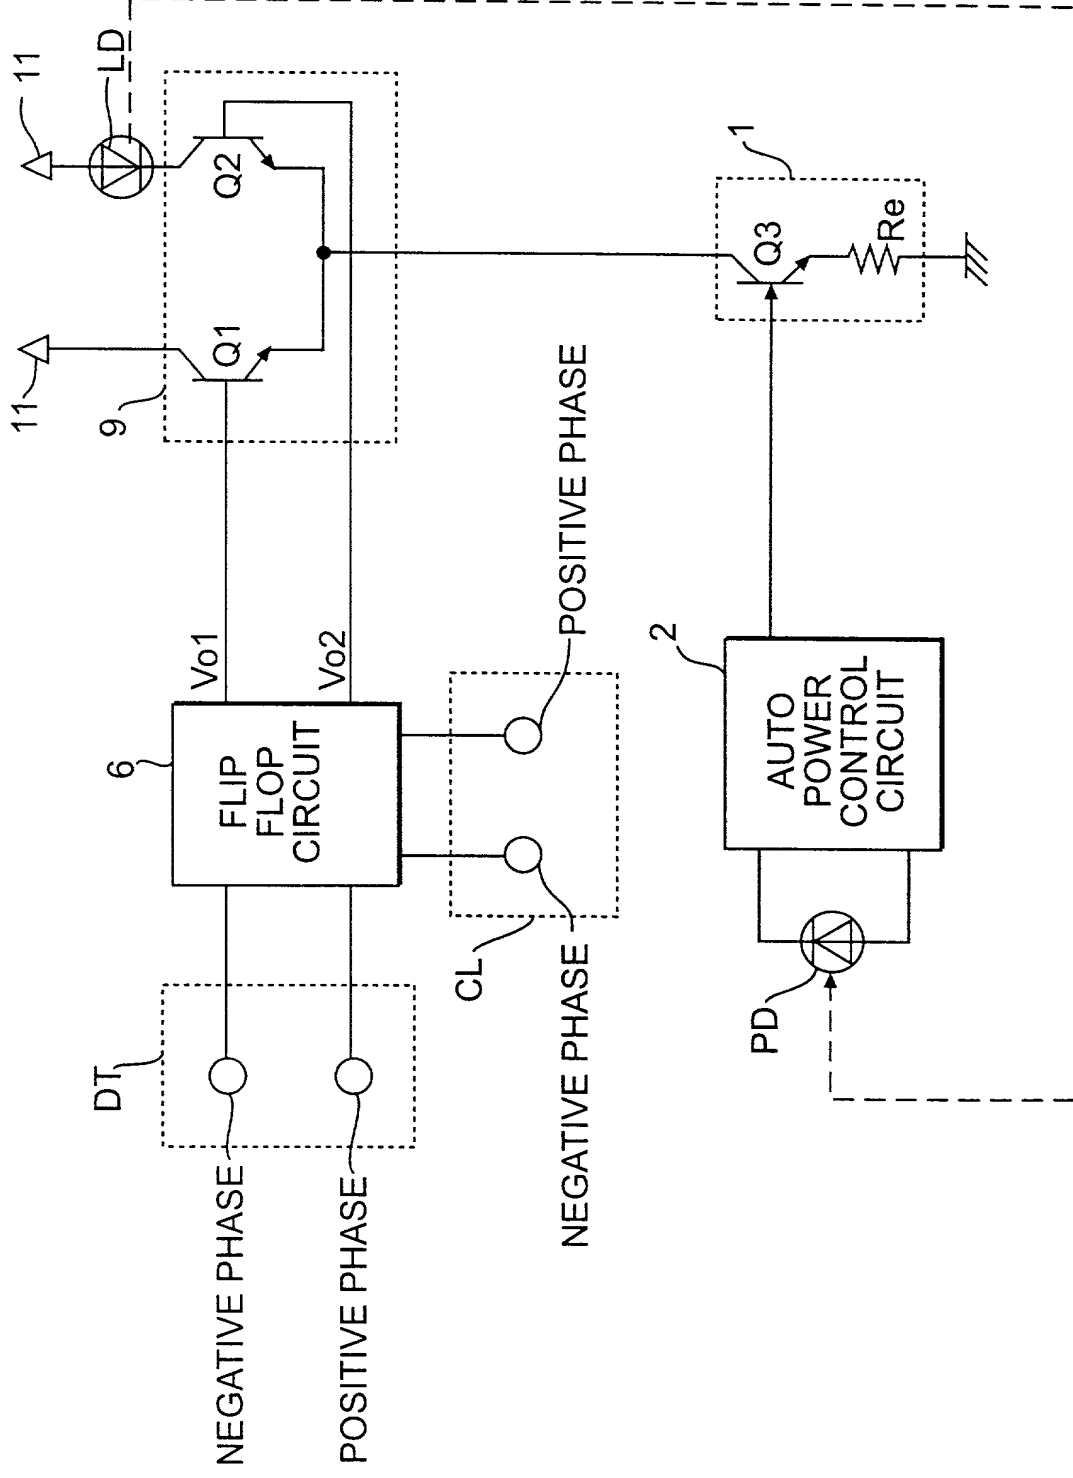 11
11
LD
9
Q1
Q2
Vo1
Vo2
6
FLIP
FLOP
CIRCUIT
DT
NEGATIVE PHASE
POSITIVE PHASE
CL
NEGATIVE PHASE
POSITIVE PHASE
1
Q3
Re
2
AUTO
POWER
CONTROL
CIRCUIT
PD